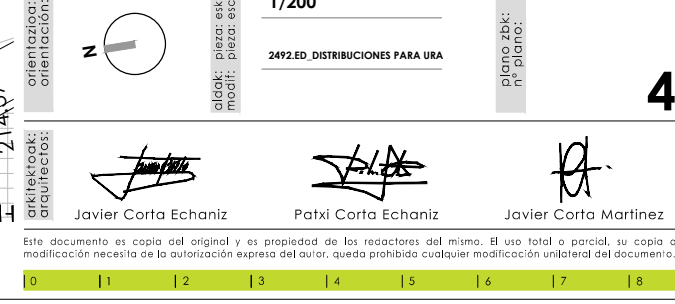 orientazioa:
orientación:
N
aldak: pieza: esk
modif: pieza: esc
1/200
2492.ED_DISTRIBUCIONES PARA URA
plano zbk:
nº plano:
4
arkitektoak:
arquitectos:
Javier Corta Echaniz
Patxi Corta Echaniz
Javier Corta Martinez
Este documento es copia del original y es propiedad de los redactores del mismo. El uso total o parcial, su copia o
modificación necesita de la autorización expresa del autor, queda prohibida cualquier modificación unilateral del documento.
0 1 2 3 4 5 6 7 8